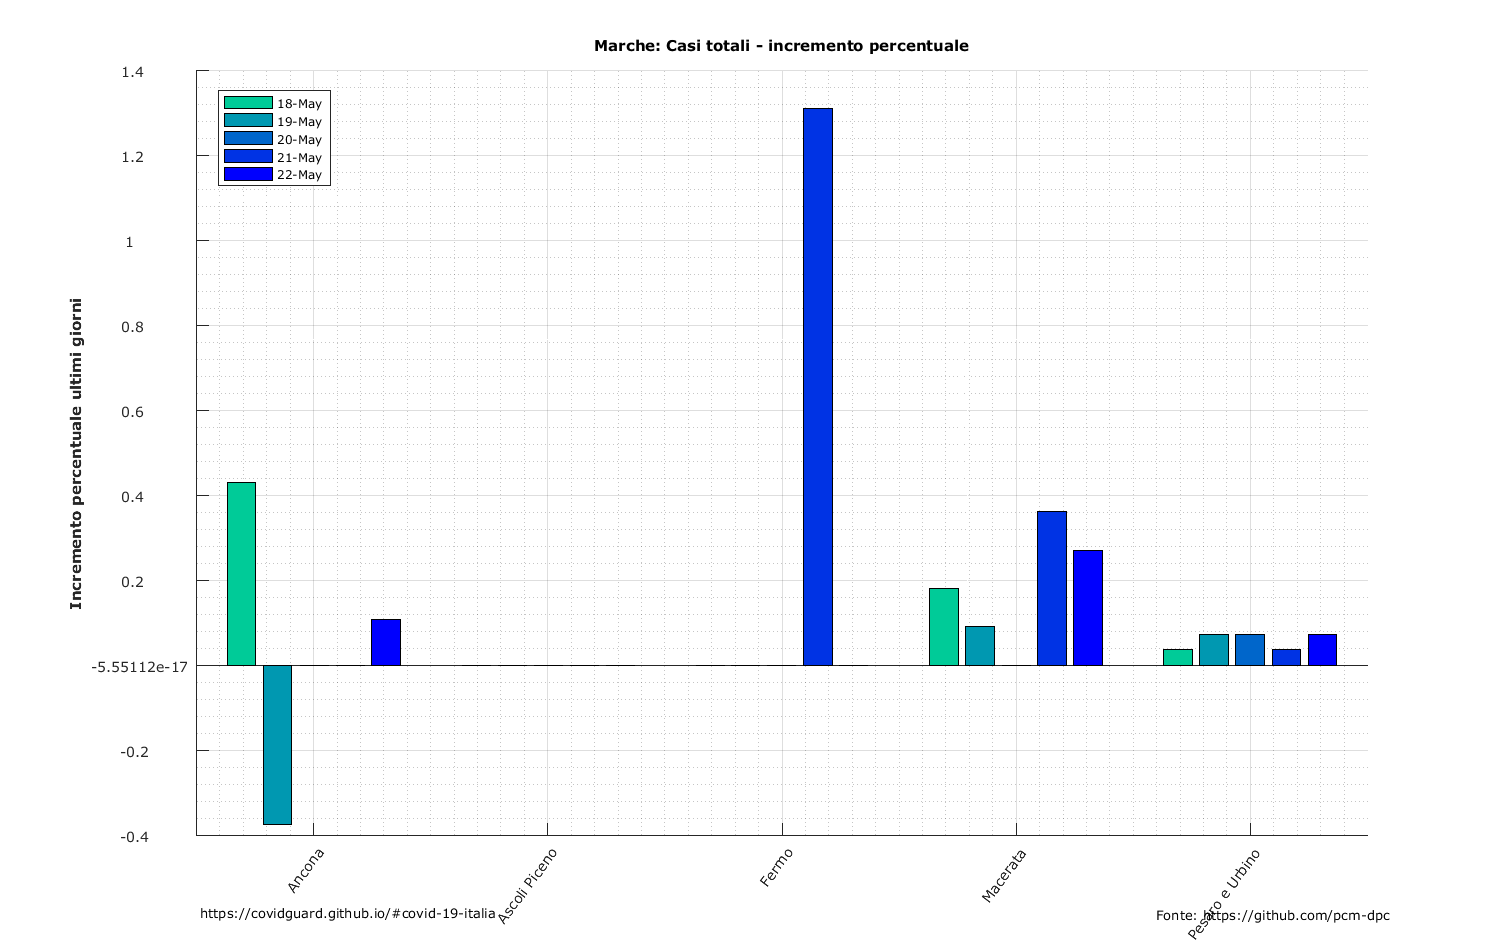 Marche: Casi totali - incremento percentuale
1.4
1.2
1
0.8
0.6
0.4
0.2
-5.55112e-17
-0.2
-0.4
Incremento percentuale ultimi giorni
18-May
19-May
20-May
21-May
22-May
Ancona
Ascoli Piceno
Fermo
Macerata
Pesaro e Urbino
https://covidguard.github.io/#covid-19-italia
Fonte: https://github.com/pcm-dpc